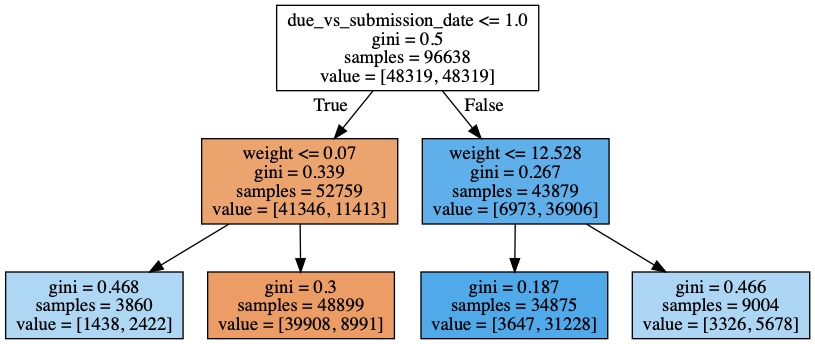 due_vs_submission_date <= 1.0
gini = 0.5
samples = 96638
value = [48319, 48319]
True
False
weight <= 0.07
gini = 0.339
samples = 52759
value = [41346, 11413]
weight <= 12.528
gini = 0.267
samples = 43879
value = [6973, 36906]
gini = 0.468
samples = 3860
value = [1438, 2422]
gini = 0.3
samples = 48899
value = [39908, 8991]
gini = 0.187
samples = 34875
value = [3647, 31228]
gini = 0.466
samples = 9004
value = [3326, 5678]